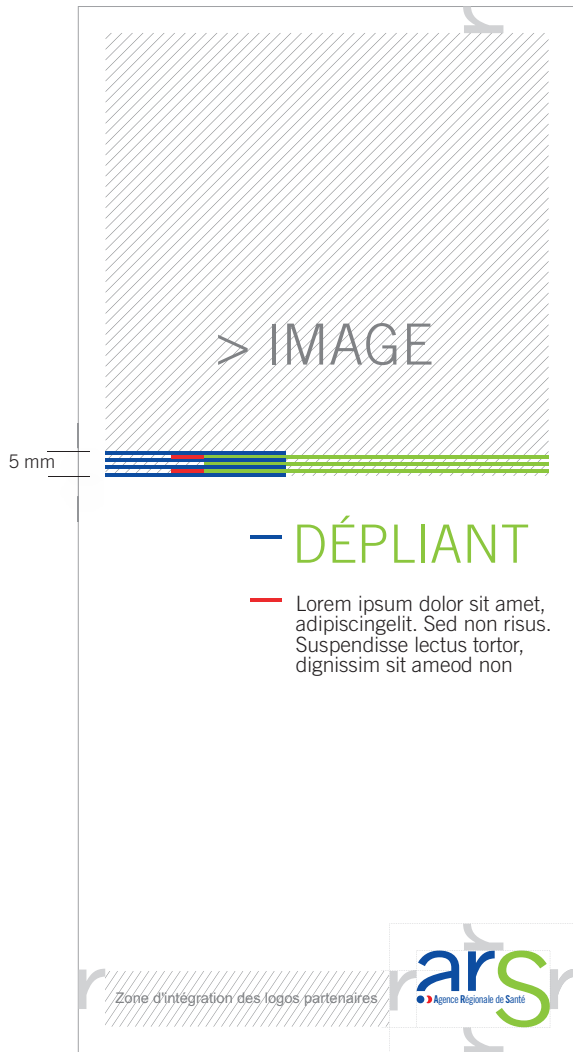 r
> IMAGE
5 mm
DÉPLIANT
Lorem ipsum dolor sit amet,
adipiscingelit. Sed non risus.
Suspendisse lectus tortor,
dignissim sit ameod non
r
r
Zone d'intégration des logos partenaires
r
ars
r
Agence Régionale de Santé
r